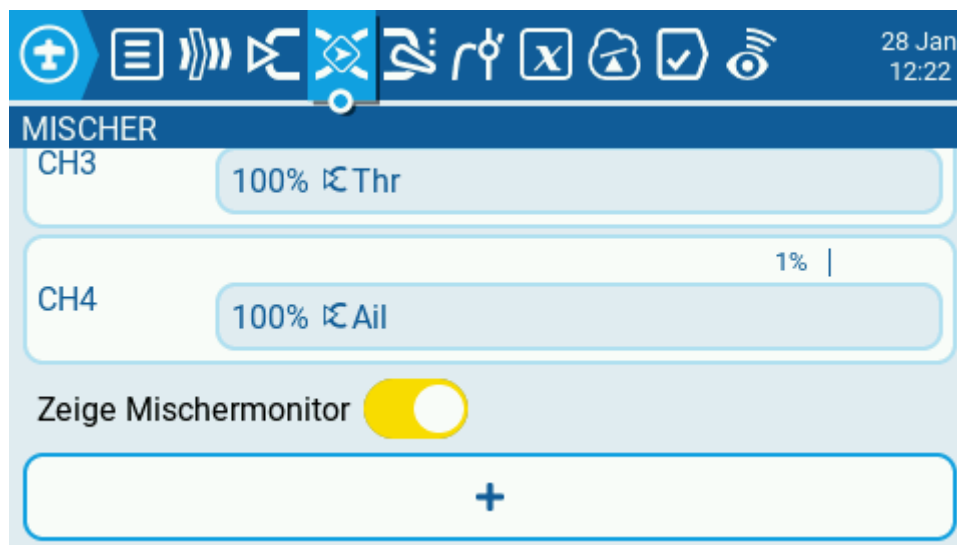 28 Jan
12:22
MISCHER
CH3
100% Thr
1%
CH4
100% Ail
Zeige Mischermonitor
+